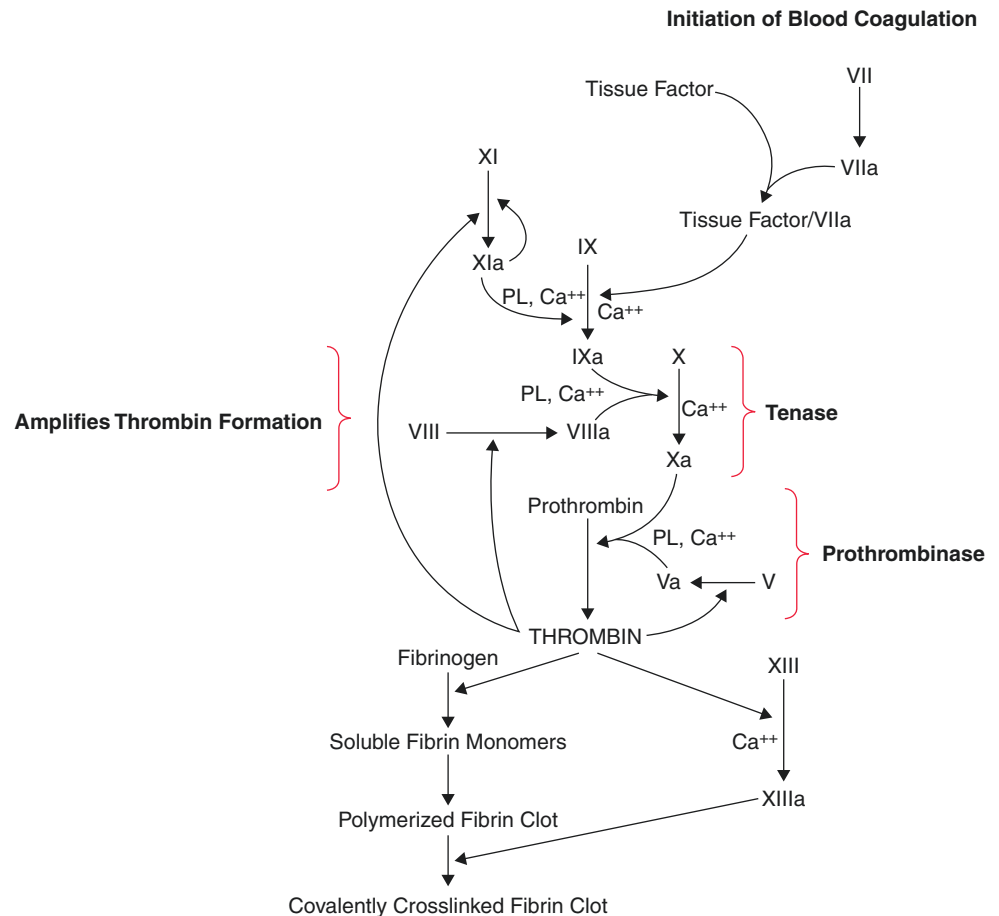 Initiation of Blood Coagulation
VII
Tissue Factor
VIIa
XI
Tissue Factor/VIIa
IX
XIa
PL, Ca++
Ca++
IXa
X
PL, Ca++
Ca++
Tenase
Amplifies Thrombin Formation
VIII
VIIIa
Xa
Prothrombin
PL, Ca++
Prothrombinase
Va
V
THROMBIN
Fibrinogen
XIII
Soluble Fibrin Monomers
Ca++
XIIIa
Polymerized Fibrin Clot
Covalently Crosslinked Fibrin Clot